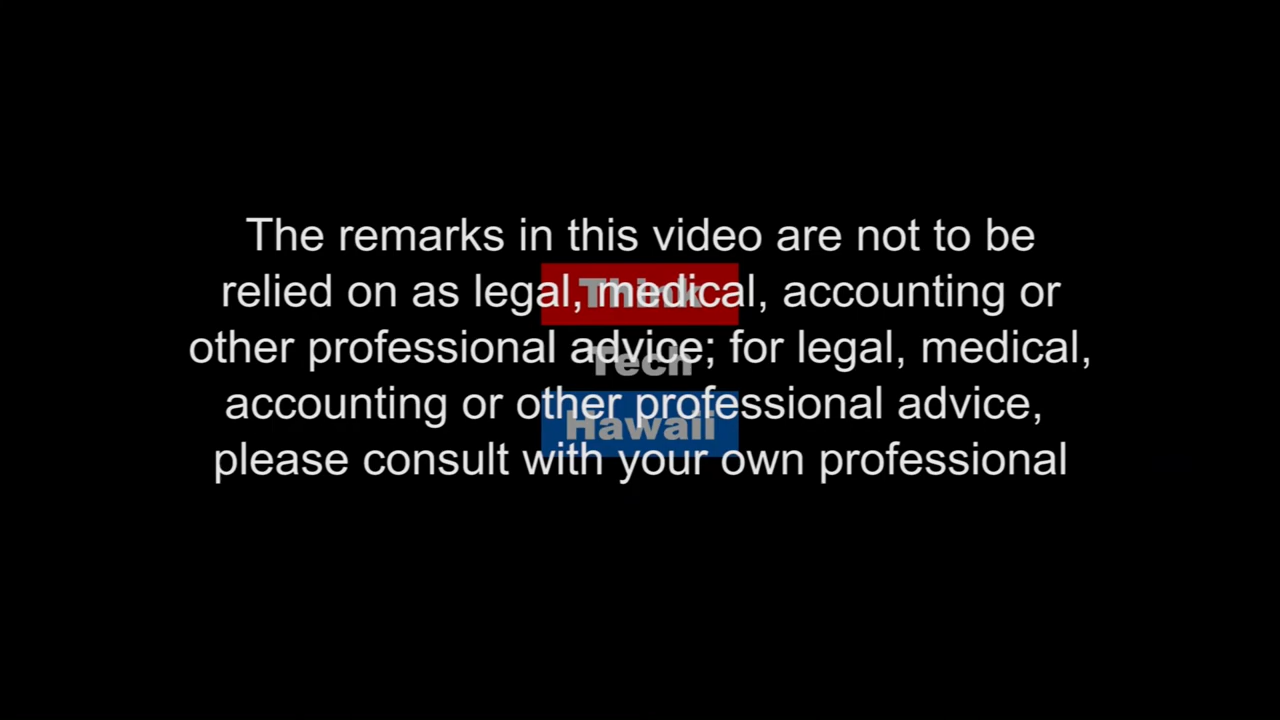 The remarks in this video are not to be
relied on as legal, medical, accounting or
other professional advice; for legal, medical,
accounting or other professional advice,
please consult with your own professional
Think
Tech
Hawaii